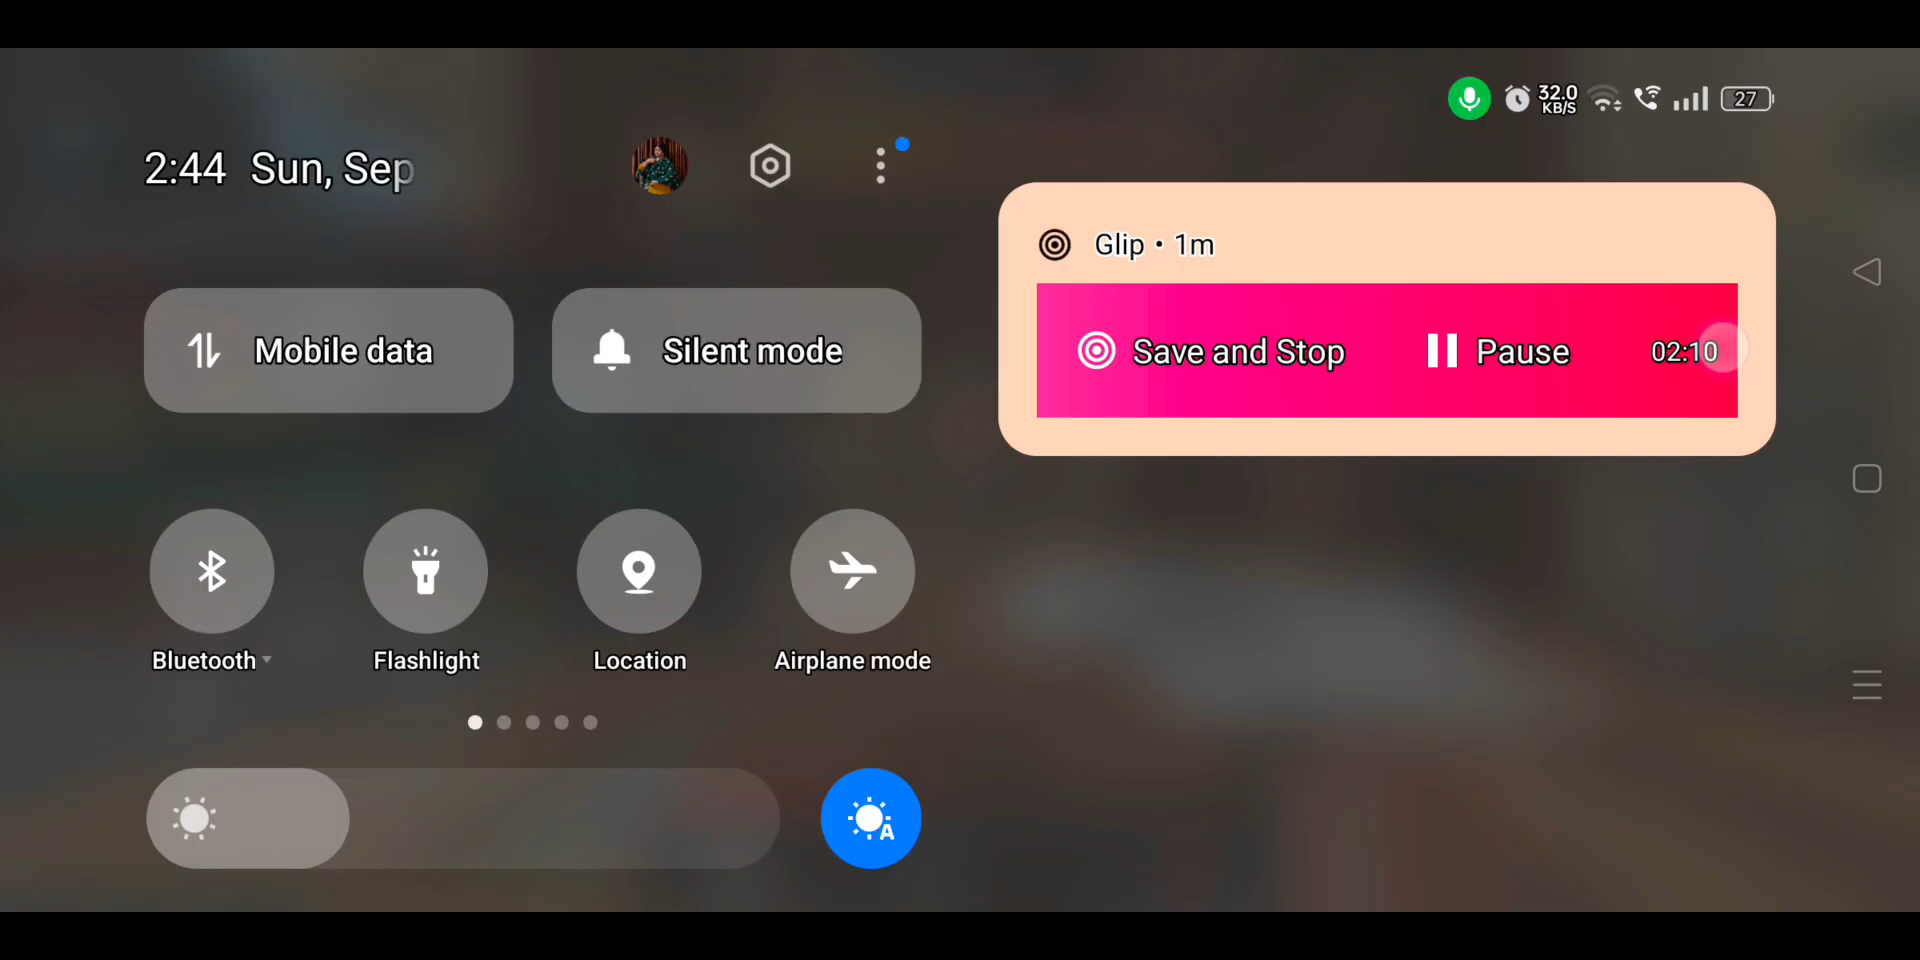 32.0
KB/S
27
2:44 Sun, Sep
Glip • 1m
Mobile data
Silent mode
Save and Stop
Pause
02:10
Bluetooth
Flashlight
Location
Airplane mode
A